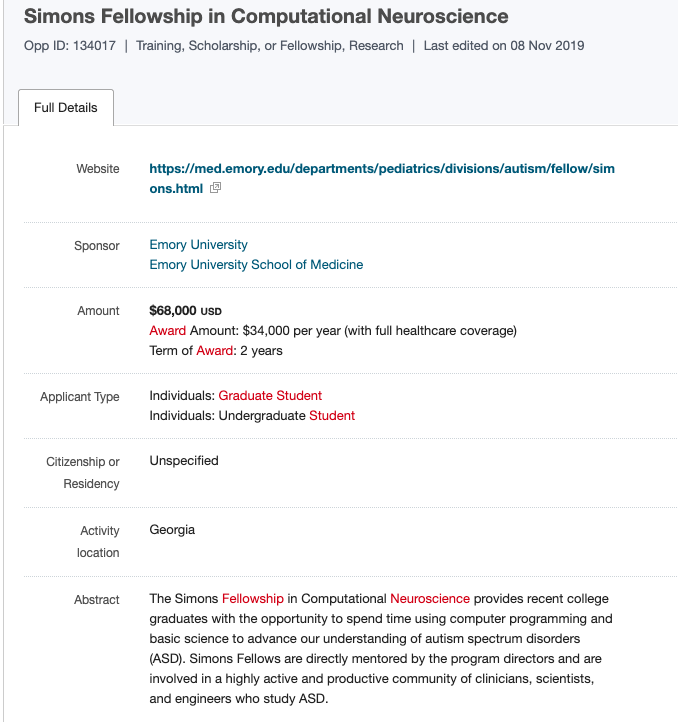 Simons Fellowship in Computational Neuroscience
Opp ID: 134017 | Training, Scholarship, or Fellowship, Research | Last edited on 08 Nov 2019
Full Details
Website
https://med.emory.edu/departments/pediatrics/divisions/autism/fellow/sim
ons.html
Sponsor
Emory University
Emory University School of Medicine
Amount
$68,000 USD
Award Amount: $34,000 per year (with full healthcare coverage)
Term of Award: 2 years
Applicant Type
Individuals: Graduate Student
Individuals: Undergraduate Student
Citizenship or
Residency
Unspecified
Activity
location
Georgia
Abstract
The Simons Fellowship in Computational Neuroscience provides recent college
graduates with the opportunity to spend time using computer programming and
basic science to advance our understanding of autism spectrum disorders
(ASD). Simons Fellows are directly mentored by the program directors and are
involved in a highly active and productive community of clinicians, scientists,
and engineers who study ASD.